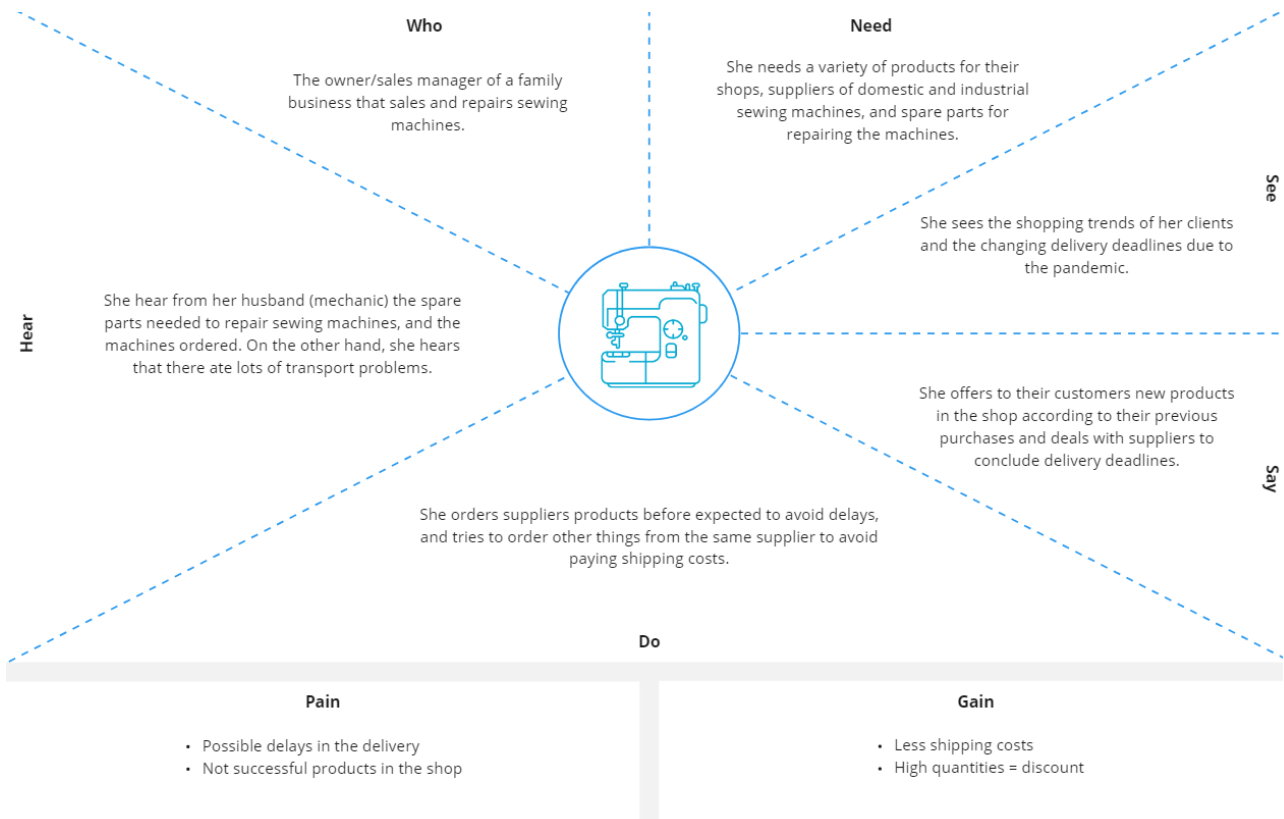 Who
The owner/sales manager of a family
business that sales and repairs sewing
machines.
Need
She needs a variety of products for their
shops, suppliers of domestic and industrial
sewing machines, and spare parts for
repairing the machines.
See
She sees the shopping trends of her clients
and the changing delivery deadlines due to
the pandemic.
Hear
She hear from her husband (mechanic) the spare
parts needed to repair sewing machines, and the
machines ordered. On the other hand, she hears
that there ate lots of transport problems.
She offers to their customers new products
in the shop according to their previous
purchases and deals with suppliers to
conclude delivery deadlines.
Say
She orders suppliers products before expected to avoid delays,
and tries to order other things from the same supplier to avoid
paying shipping costs.
Do
Pain
• Possible delays in the delivery
• Not successful products in the shop
Gain
• Less shipping costs
• High quantities = discount